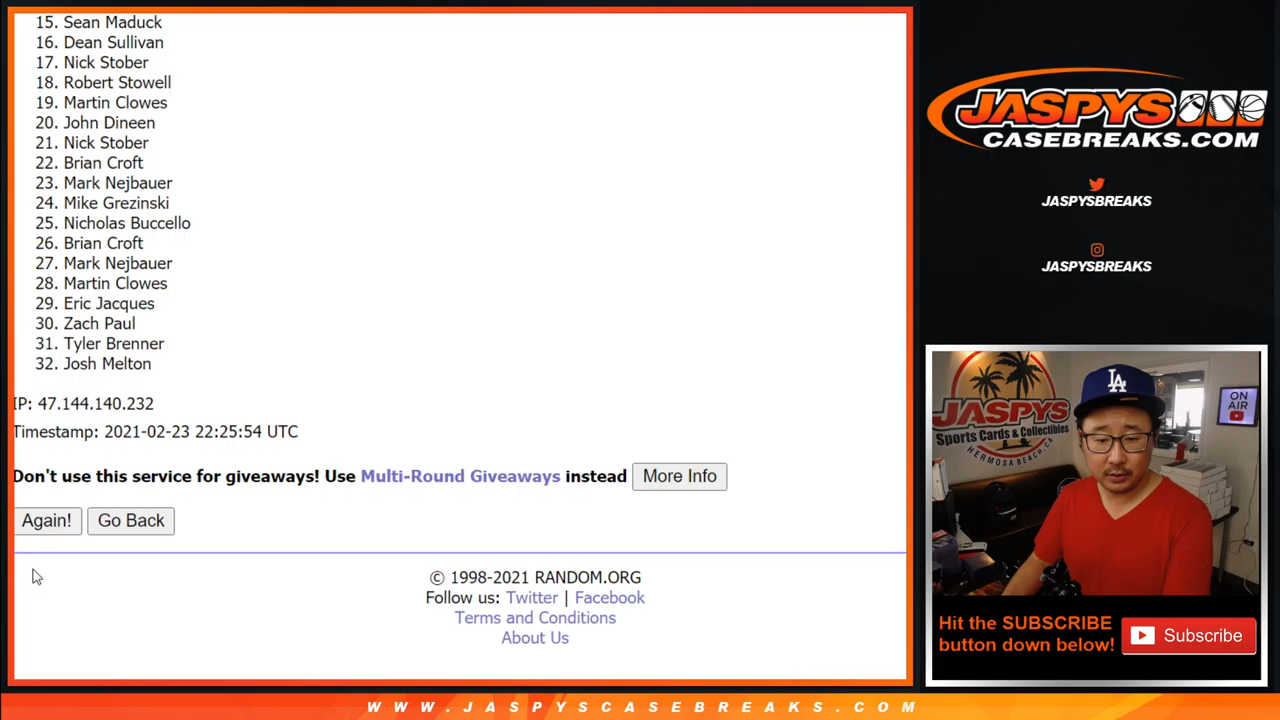 15. Sean Maduck
16. Dean Sullivan
17. Nick Stober
18. Robert Stowell
19. Martin Clowes
20. John Dineen
21. Nick Stober
22. Brian Croft
23. Mark Nejbauer
24. Mike Grezinski
25. Nicholas Buccello
26. Brian Croft
27. Mark Nejbauer
28. Martin Clowes
29. Eric Jacques
30. Zach Paul
31. Tyler Brenner
32. Josh Melton
IP: 47.144.140.232
Timestamp: 2021-02-23 22:25:54 UTC
Don't use this service for giveaways! Use Multi-Round Giveaways instead More Info
Again! Go Back
© 1998-2021 RANDOM.ORG
Follow us: Twitter | Facebook
Terms and Conditions
About Us
JASPYS
CASEBREAKS.COM
JASPYSBREAKS
JASPYSBREAKS
JASPYS
Sports Cards & Collectibles
HERMOSA BEACH, CA
LA
ON
AIR
Hit the SUBSCRIBE
button down below!
Subscribe
WWW.JASPYSCASEBREAKS.COM